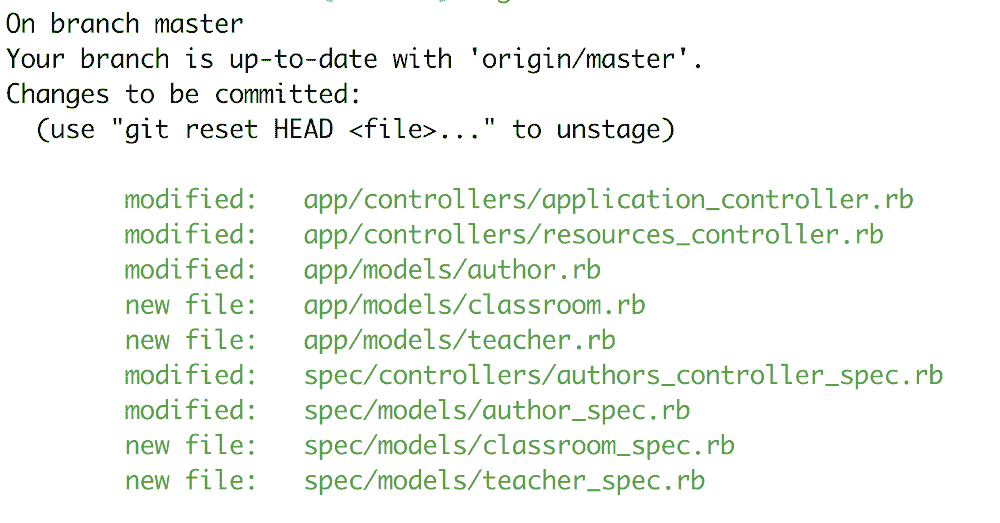 On branch master
Your branch is up-to-date with 'origin/master'.
Changes to be committed:
  (use "git reset HEAD <file>..." to unstage)

        modified:   app/controllers/application_controller.rb
        modified:   app/controllers/resources_controller.rb
        modified:   app/models/author.rb
        new file:   app/models/classroom.rb
        new file:   app/models/teacher.rb
        modified:   spec/controllers/authors_controller_spec.rb
        modified:   spec/models/author_spec.rb
        new file:   spec/models/classroom_spec.rb
        new file:   spec/models/teacher_spec.rb